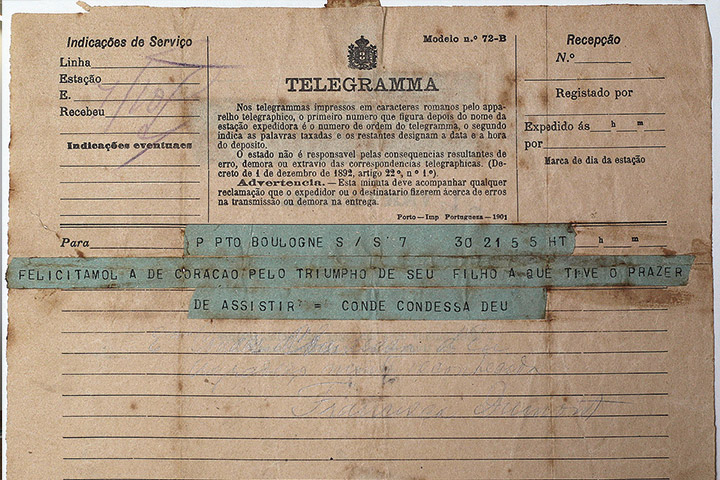 Indicações de Serviço
Linha
Estação
E.
Recebeu
Indicações eventuaes
Modelo n.º 72-B
TELEGRAMMA
Nos telegrammas impressos em caracteres romanos pelo appa-
relho telegraphico, o primeiro numero que figura depois do nome da
estação expedidora é o numero de ordem do telegramma, o segundo
indica as palavras taxadas e os restantes designam a data e a hora
do deposito.
O estado não é responsavel pelas consequencias resultantes de
erro, demora ou extravio das correspondencias telegraphicas. (De-
creto de 1 de dezembro de 1892, artigo 22º, nº 1.º).
Advertencia. — Esta minuta deve acompanhar qualquer
reclamação que o expedidor ou o destinatario fizerem ácerca de erros
na transmissão ou demora na entrega.
Porto—Imp Portugueza—1901
Recepção
N.º
Registado por
Expedido ás h m
por
Marca de dia da estação
Para
P PTO BOULOGNE S/S 7 30 21 5 5 HT h m
FELICITAMOL A DE CORACAO PELO TRIUMPHO DE SEU FILHO A QUE TIVE O PRAZER
DE ASSISTIR = CONDE CONDESSA DEU